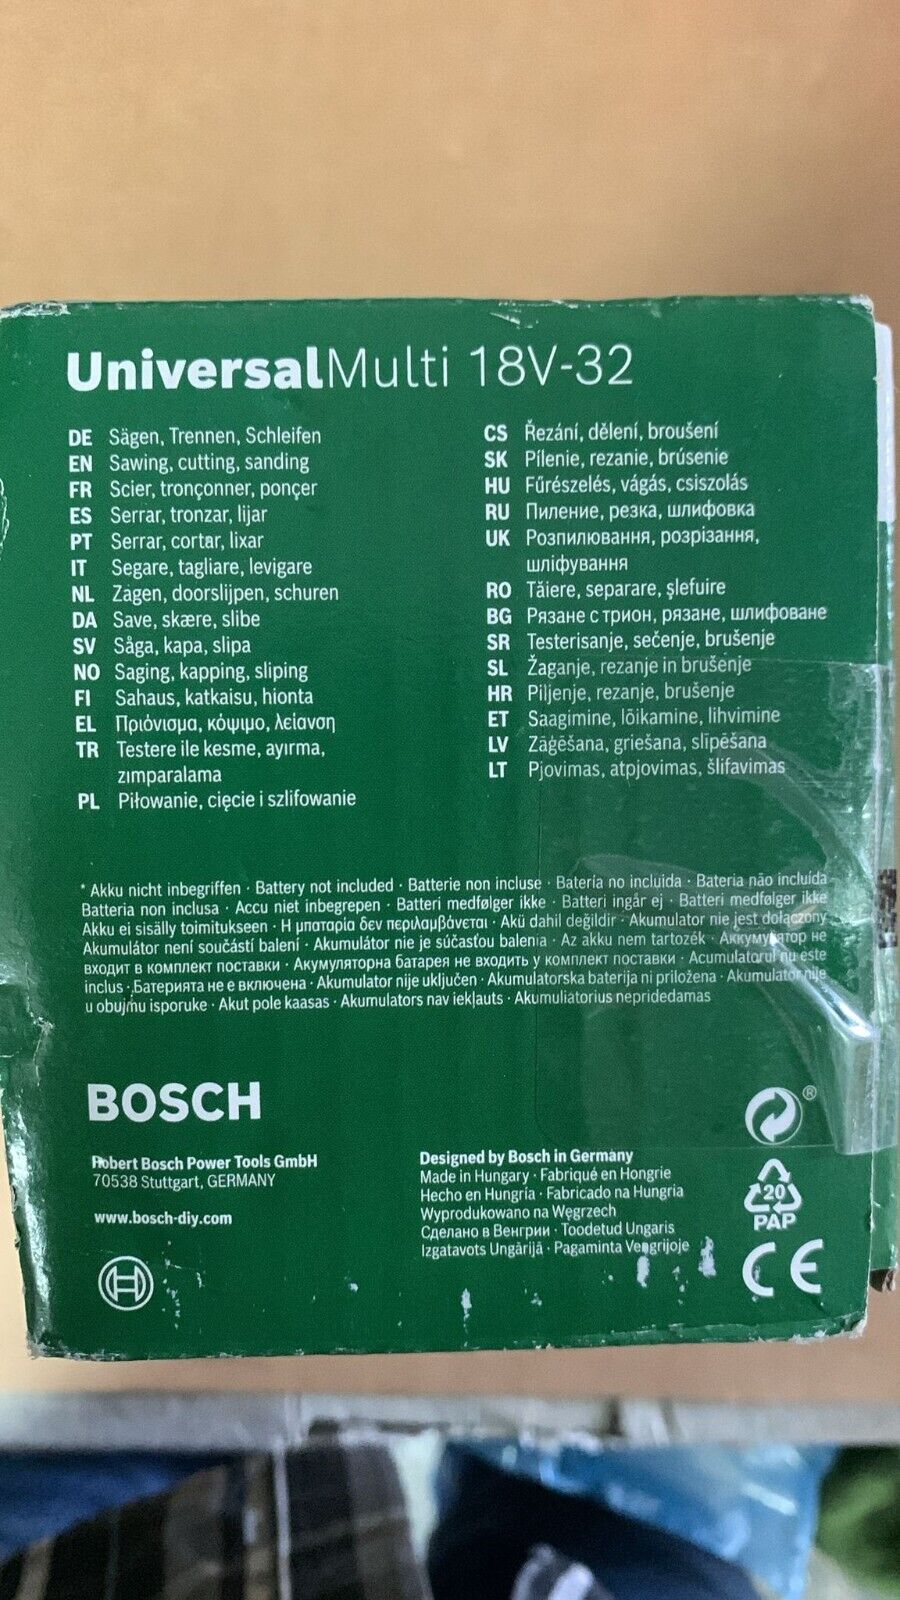 UniversalMulti 18V-32
DE Sägen, Trennen, Schleifen
EN Sawing, cutting, sanding
FR Scier, tronçonner, ponçer
ES Serrar, tronzar, lijar
PT Serrar, cortar, lixar
IT Segare, tagliare, levigare
NL Zagen, doorslijpen, schuren
DA Save, skære, slibe
SV Såga, kapa, slipa
NO Saging, kapping, sliping
FI Sahaus, katkaisu, hionta
EL Πριόνισμα, κόψιμο, λείανση
TR Testere ile kesme, ayırma,
zımparalama
PL Piłowanie, cięcie i szlifowanie
CS Řezání, dělení, broušení
SK Pílenie, rezanie, brúsenie
HU Fűrészelés, vágás, csiszolás
RU Пиление, резка, шлифовка
UK Розпилювання, розрізання,
шліфування
RO Tăiere, separare, şlefuire
BG Рязане с трион, рязане, шлифоване
SR Testerisanje, sečenje, brušenje
SL Žaganje, rezanje in brušenje
HR Piljenje, rezanje, brušenje
ET Saagimine, lõikamine, lihvimine
LV Zāģēšana, griešana, slīpēšana
LT Pjovimas, atpjovimas, šlifavimas
* Akku nicht inbegriffen · Battery not included · Batterie non incluse · Batería no incluida · Bateria não incluída
Batteria non inclusa · Accu niet inbegrepen · Batteri medfølger ikke · Batteri ingår ej · Batteri medfølger ikke
Akku ei sisälly toimitukseen · Η μπαταρία δεν περιλαμβάνεται · Akü dahil değildir · Akumulator nie jest dołączony
Akumulátor není součástí balení · Akumulátor nie je súčasťou balenia · Az akku nem tartozék · Аккумулятор не
входит в комплект поставки · Акумуляторна батарея не входить у комплект поставки · Acumulatorul nu este
inclus · Батерията не е включена · Akumulator nije uključen · Akumulatorska baterija ni priložena · Akumulator nije
u obujmu isporuke · Akut pole kaasas · Akumulators nav iekļauts · Akumuliatorius nepridedamas
BOSCH
Robert Bosch Power Tools GmbH
70538 Stuttgart, GERMANY
www.bosch-diy.com
Designed by Bosch in Germany
Made in Hungary · Fabriqué en Hongrie
Hecho en Hungría · Fabricado na Hungria
Wyprodukowano na Węgrzech
Сделано в Венгрии · Toodetud Ungaris
Izgatavots Ungārijā · Pagaminta Vengrijoje
®
20
PAP
CE